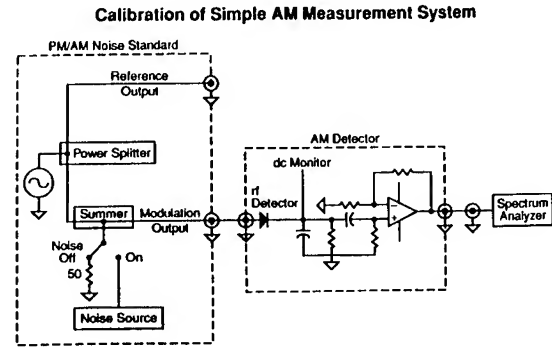 Calibration of Simple AM Measurement System
PM/AM Noise Standard
Reference
Output
Power Splitter
AM Detector
dc Monitor
rf
Detector
Summer
Modulation
Output
Spectrum
Analyzer
Noise
Off
50
On
Noise Source
-
+